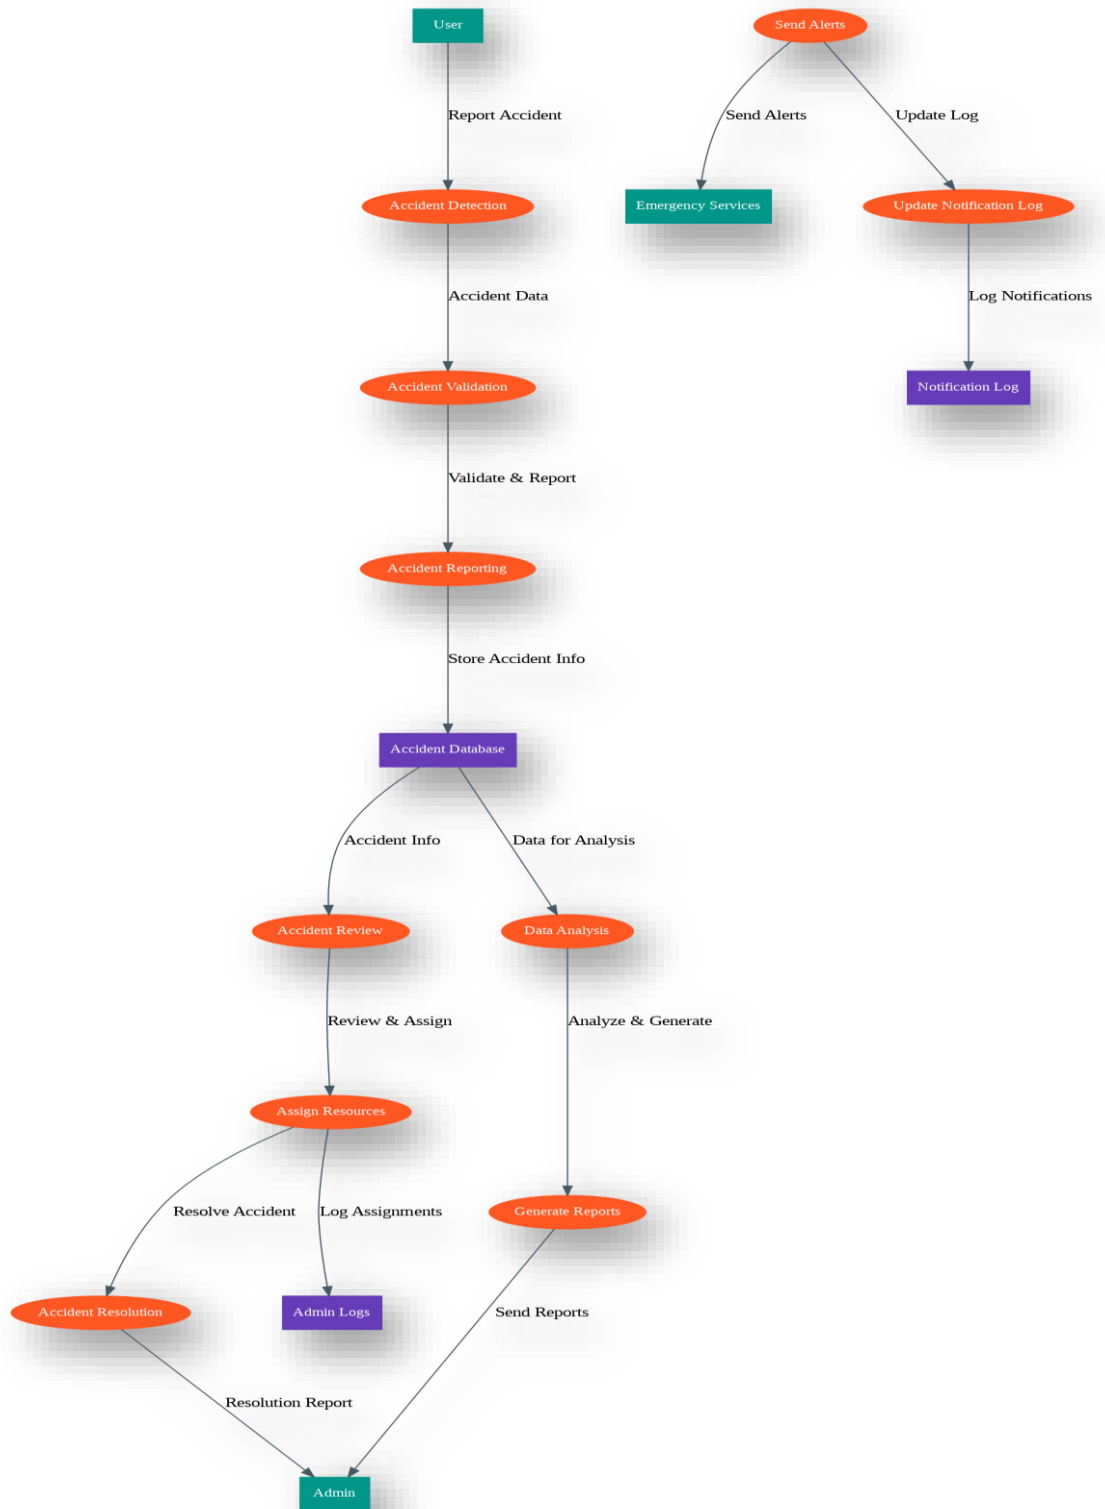 User
Send Alerts
Report Accident
Send Alerts
Update Log
Accident Detection
Emergency Services
Update Notification Log
Accident Data
Log Notifications
Accident Validation
Notification Log
Validate & Report
Accident Reporting
Store Accident Info
Accident Database
Accident Info
Data for Analysis
Accident Review
Data Analysis
Review & Assign
Analyze & Generate
Assign Resources
Resolve Accident
Log Assignments
Generate Reports
Accident Resolution
Admin Logs
Send Reports
Resolution Report
Admin